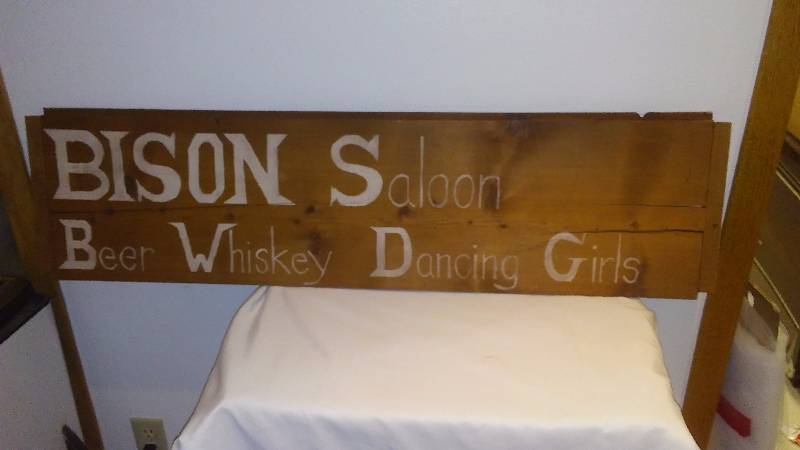 BISON Saloon
Beer Whiskey Dancing Girls